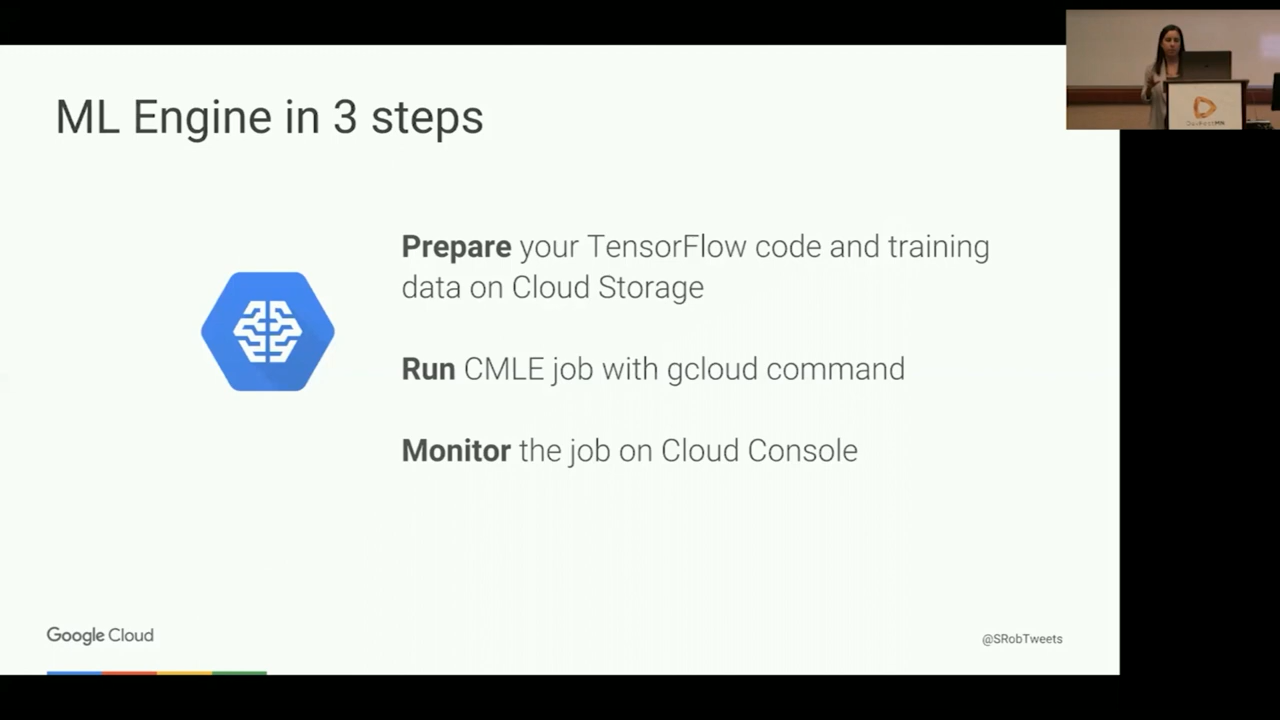 ML Engine in 3 steps
Prepare your TensorFlow code and training
data on Cloud Storage
Run CMLE job with gcloud command
Monitor the job on Cloud Console
Google Cloud
@SRobTweets